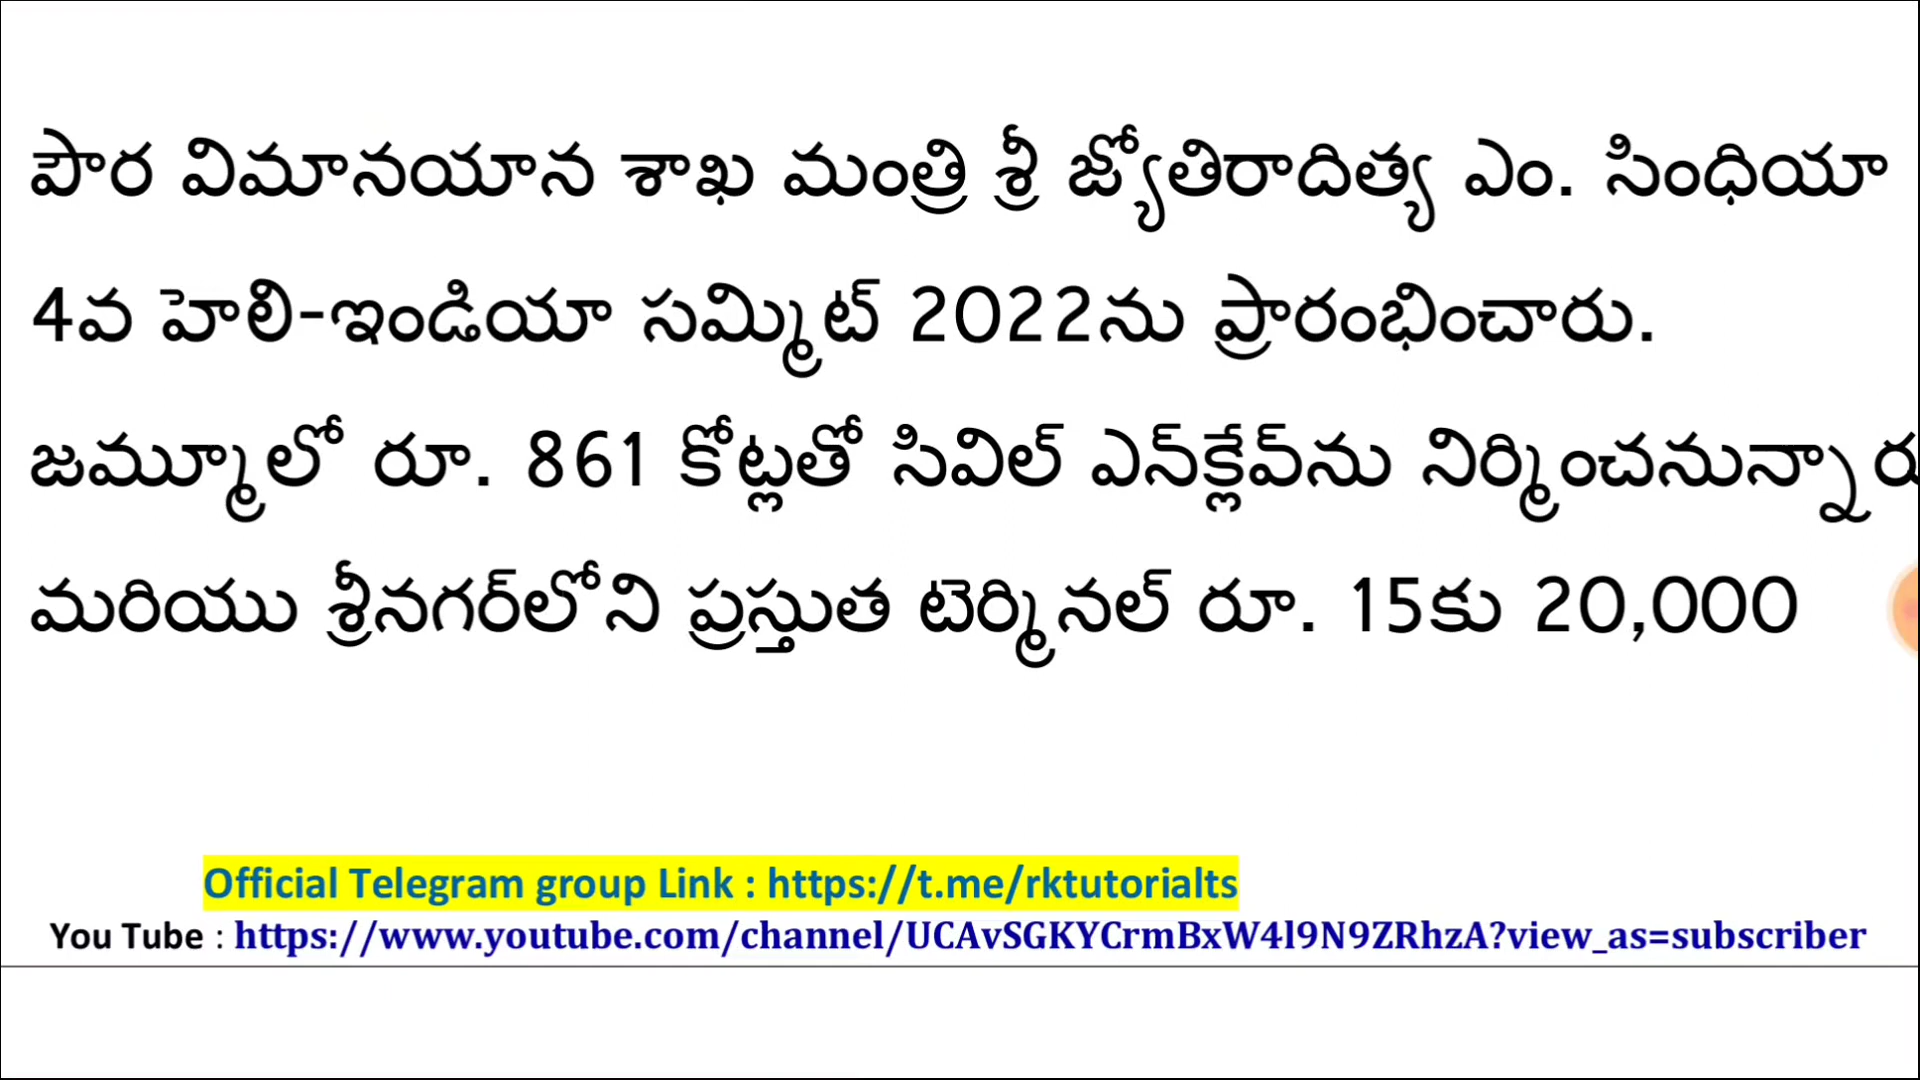 పౌర విమానయాన శాఖ మంత్రి శ్రీ జ్యోతిరాదిత్య ఎం. సింధియా
4వ హెలి-ఇండియా సమ్మిట్ 2022ను ప్రారంభించారు.
జమ్మూలో రూ. 861 కోట్లతో సివిల్ ఎన్‌క్లేవ్‌ను నిర్మించనున్నారు
మరియు శ్రీనగర్‌లోని ప్రస్తుత టెర్మినల్ రూ. 15కు 20,000
Official Telegram group Link : https://t.me/rktutorialts
You Tube : https://www.youtube.com/channel/UCAvSGKYCrmBxW4l9N9ZRhzA?view_as=subscriber